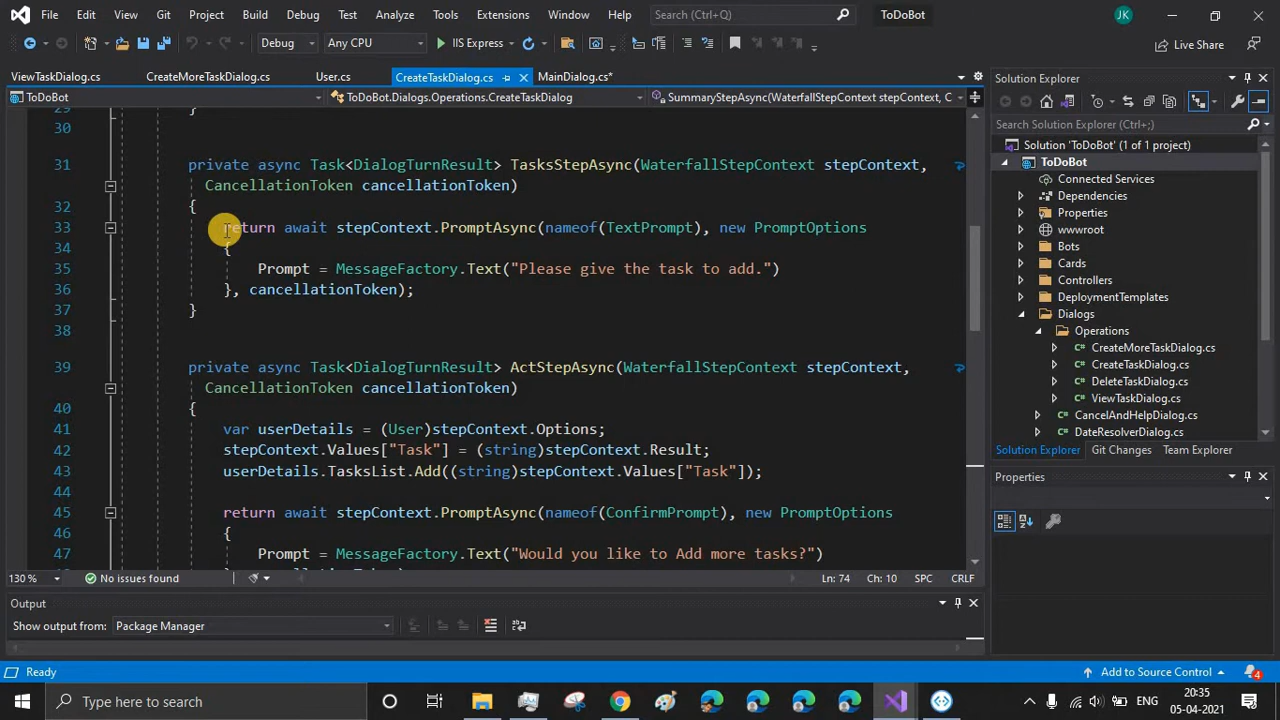 File Edit View Git Project Build Debug Test Analyze Tools Extensions Window Help Search (Ctrl+Q) ToDoBot JK
Debug Any CPU IIS Express Live Share
ViewTaskDialog.cs CreateMoreTaskDialog.cs User.cs CreateTaskDialog.cs MainDialog.cs*
ToDoBot ToDoBot.Dialogs.Operations.CreateTaskDialog SummaryStepAsync(WaterfallStepContext stepContext, C
29 }
30
31 private async Task<DialogTurnResult> TasksStepAsync(WaterfallStepContext stepContext,
CancellationToken cancellationToken)
32 {
33 return await stepContext.PromptAsync(nameof(TextPrompt), new PromptOptions
34 {
35 Prompt = MessageFactory.Text("Please give the task to add.")
36 }, cancellationToken);
37 }
38
39 private async Task<DialogTurnResult> ActStepAsync(WaterfallStepContext stepContext,
CancellationToken cancellationToken)
40 {
41 var userDetails = (User)stepContext.Options;
42 stepContext.Values["Task"] = (string)stepContext.Result;
43 userDetails.TasksList.Add((string)stepContext.Values["Task"]);
44
45 return await stepContext.PromptAsync(nameof(ConfirmPrompt), new PromptOptions
46 {
47 Prompt = MessageFactory.Text("Would you like to Add more tasks?")
130 % No issues found Ln: 74 Ch: 10 SPC CRLF
Output
Show output from: Package Manager
Solution Explorer
Search Solution Explorer (Ctrl+;)
Solution 'ToDoBot' (1 of 1 project)
ToDoBot
Connected Services
Dependencies
Properties
wwwroot
Bots
Cards
Controllers
DeploymentTemplates
Dialogs
Operations
CreateMoreTaskDialog.cs
CreateTaskDialog.cs
DeleteTaskDialog.cs
ViewTaskDialog.cs
CancelAndHelpDialog.cs
DateResolverDialog.cs
Solution Explorer Git Changes Team Explorer
Properties
Ready Add to Source Control 4
Type here to search ENG 20:35
05-04-2021